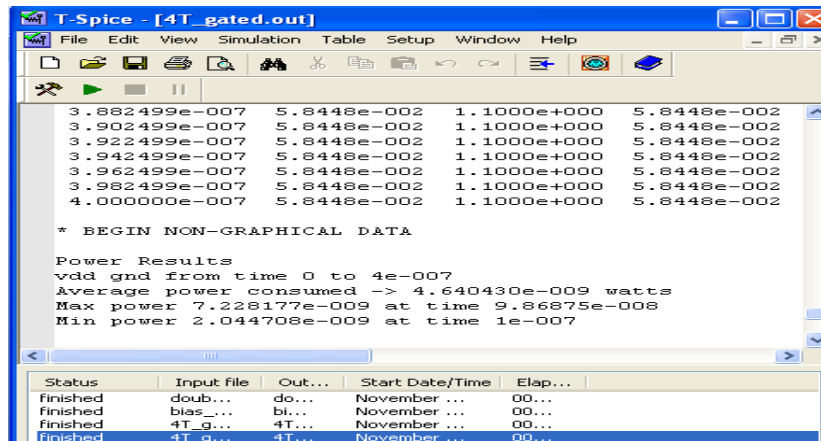 T-Spice - [4T_gated.out]
File Edit View Simulation Table Setup Window Help
3.882499e-007 5.8448e-002 1.1000e+000 5.8448e-002
3.902499e-007 5.8448e-002 1.1000e+000 5.8448e-002
3.922499e-007 5.8448e-002 1.1000e+000 5.8448e-002
3.942499e-007 5.8448e-002 1.1000e+000 5.8448e-002
3.962499e-007 5.8448e-002 1.1000e+000 5.8448e-002
3.982499e-007 5.8448e-002 1.1000e+000 5.8448e-002
4.000000e-007 5.8448e-002 1.1000e+000 5.8448e-002
* BEGIN NON-GRAPHICAL DATA
Power Results
vdd gnd from time 0 to 4e-007
Average power consumed -> 4.640430e-009 watts
Max power 7.228177e-009 at time 9.86875e-008
Min power 2.044708e-009 at time 1e-007
Status Input file Out... Start Date/Time Elap...
finished doub... do... November ... 00...
finished bias_... bi... November ... 00...
finished 4T_g... 4T... November ... 00...
finished 4T_g... 4T... November ... 00...